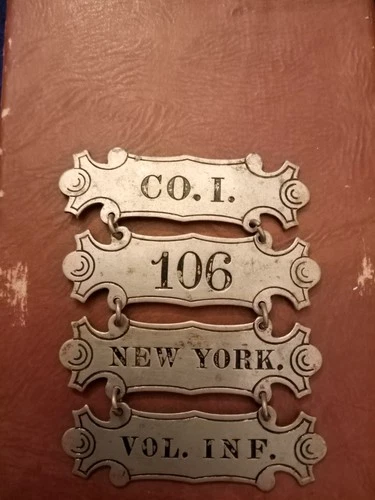 CO. I.
106
NEW YORK.
VOL. INF.